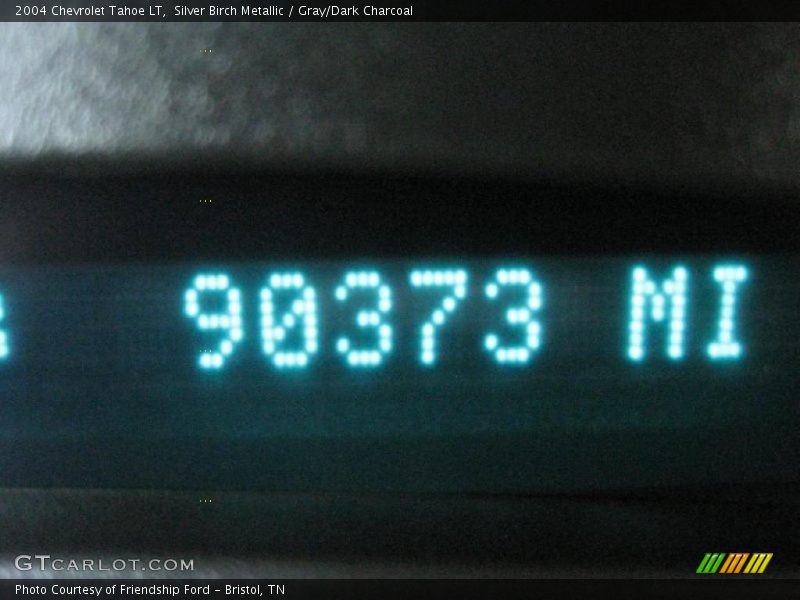 2004 Chevrolet Tahoe LT, Silver Birch Metallic / Gray/Dark Charcoal
90373 MI
GTCARLOT.COM
Photo Courtesy of Friendship Ford - Bristol, TN